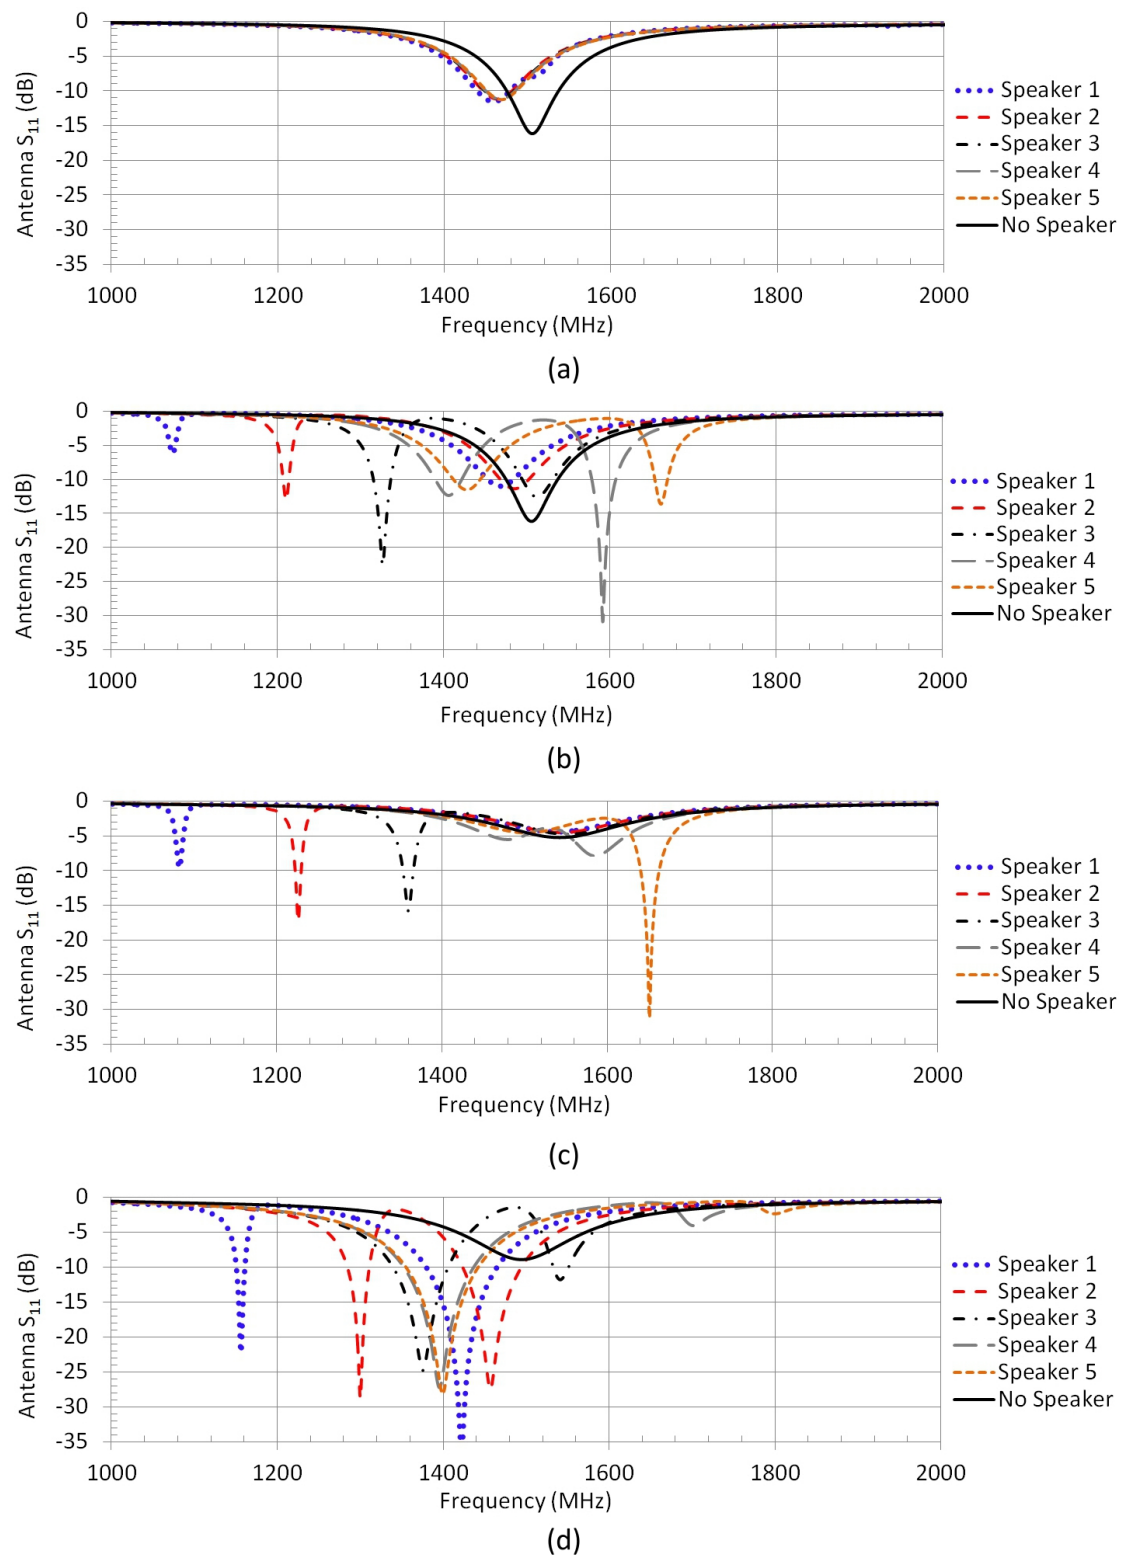 0
-5
-10
-15
-20
-25
-30
-35
Antenna S11 (dB)
1000 1200 1400 1600 1800 2000
Frequency (MHz)
Speaker 1
Speaker 2
Speaker 3
Speaker 4
Speaker 5
No Speaker
(a)
0
-5
-10
-15
-20
-25
-30
-35
Antenna S11 (dB)
1000 1200 1400 1600 1800 2000
Frequency (MHz)
Speaker 1
Speaker 2
Speaker 3
Speaker 4
Speaker 5
No Speaker
(b)
0
-5
-10
-15
-20
-25
-30
-35
Antenna S11 (dB)
1000 1200 1400 1600 1800 2000
Frequency (MHz)
Speaker 1
Speaker 2
Speaker 3
Speaker 4
Speaker 5
No Speaker
(c)
0
-5
-10
-15
-20
-25
-30
-35
Antenna S11 (dB)
1000 1200 1400 1600 1800 2000
Frequency (MHz)
Speaker 1
Speaker 2
Speaker 3
Speaker 4
Speaker 5
No Speaker
(d)